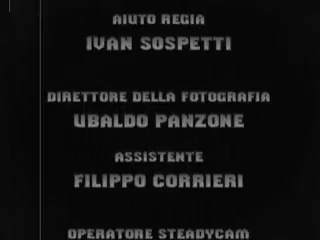 AIUTO REGIA
IVAN SOSPETTI
DIRETTORE DELLA FOTOGRAFIA
UBALDO PANZONE
ASSISTENTE
FILIPPO CORRIERI
OPERATORE STEADYCAM